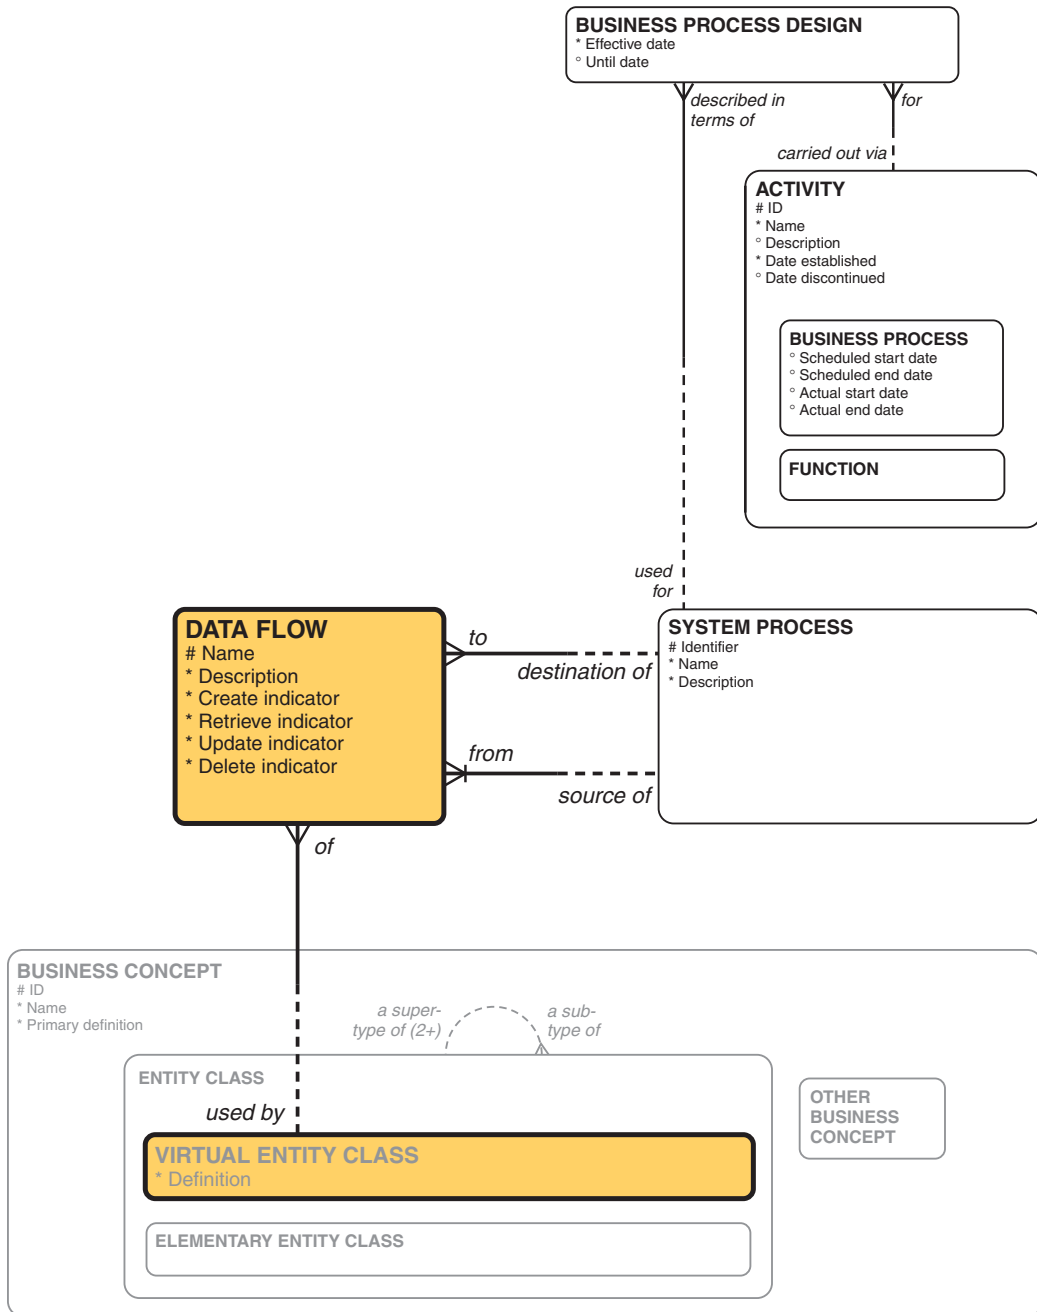 BUSINESS PROCESS DESIGN
* Effective date
° Until date
described in
terms of
for
carried out via
ACTIVITY
# ID
* Name
° Description
* Date established
° Date discontinued
BUSINESS PROCESS
° Scheduled start date
° Scheduled end date
° Actual start date
° Actual end date
FUNCTION
used
for
DATA FLOW
# Name
* Description
* Create indicator
* Retrieve indicator
* Update indicator
* Delete indicator
to
destination of
from
source of
SYSTEM PROCESS
# Identifier
* Name
* Description
of
BUSINESS CONCEPT
# ID
* Name
* Primary definition
a super-
type of (2+)
a sub-
type of
ENTITY CLASS
used by
VIRTUAL ENTITY CLASS
* Definition
ELEMENTARY ENTITY CLASS
OTHER
BUSINESS
CONCEPT